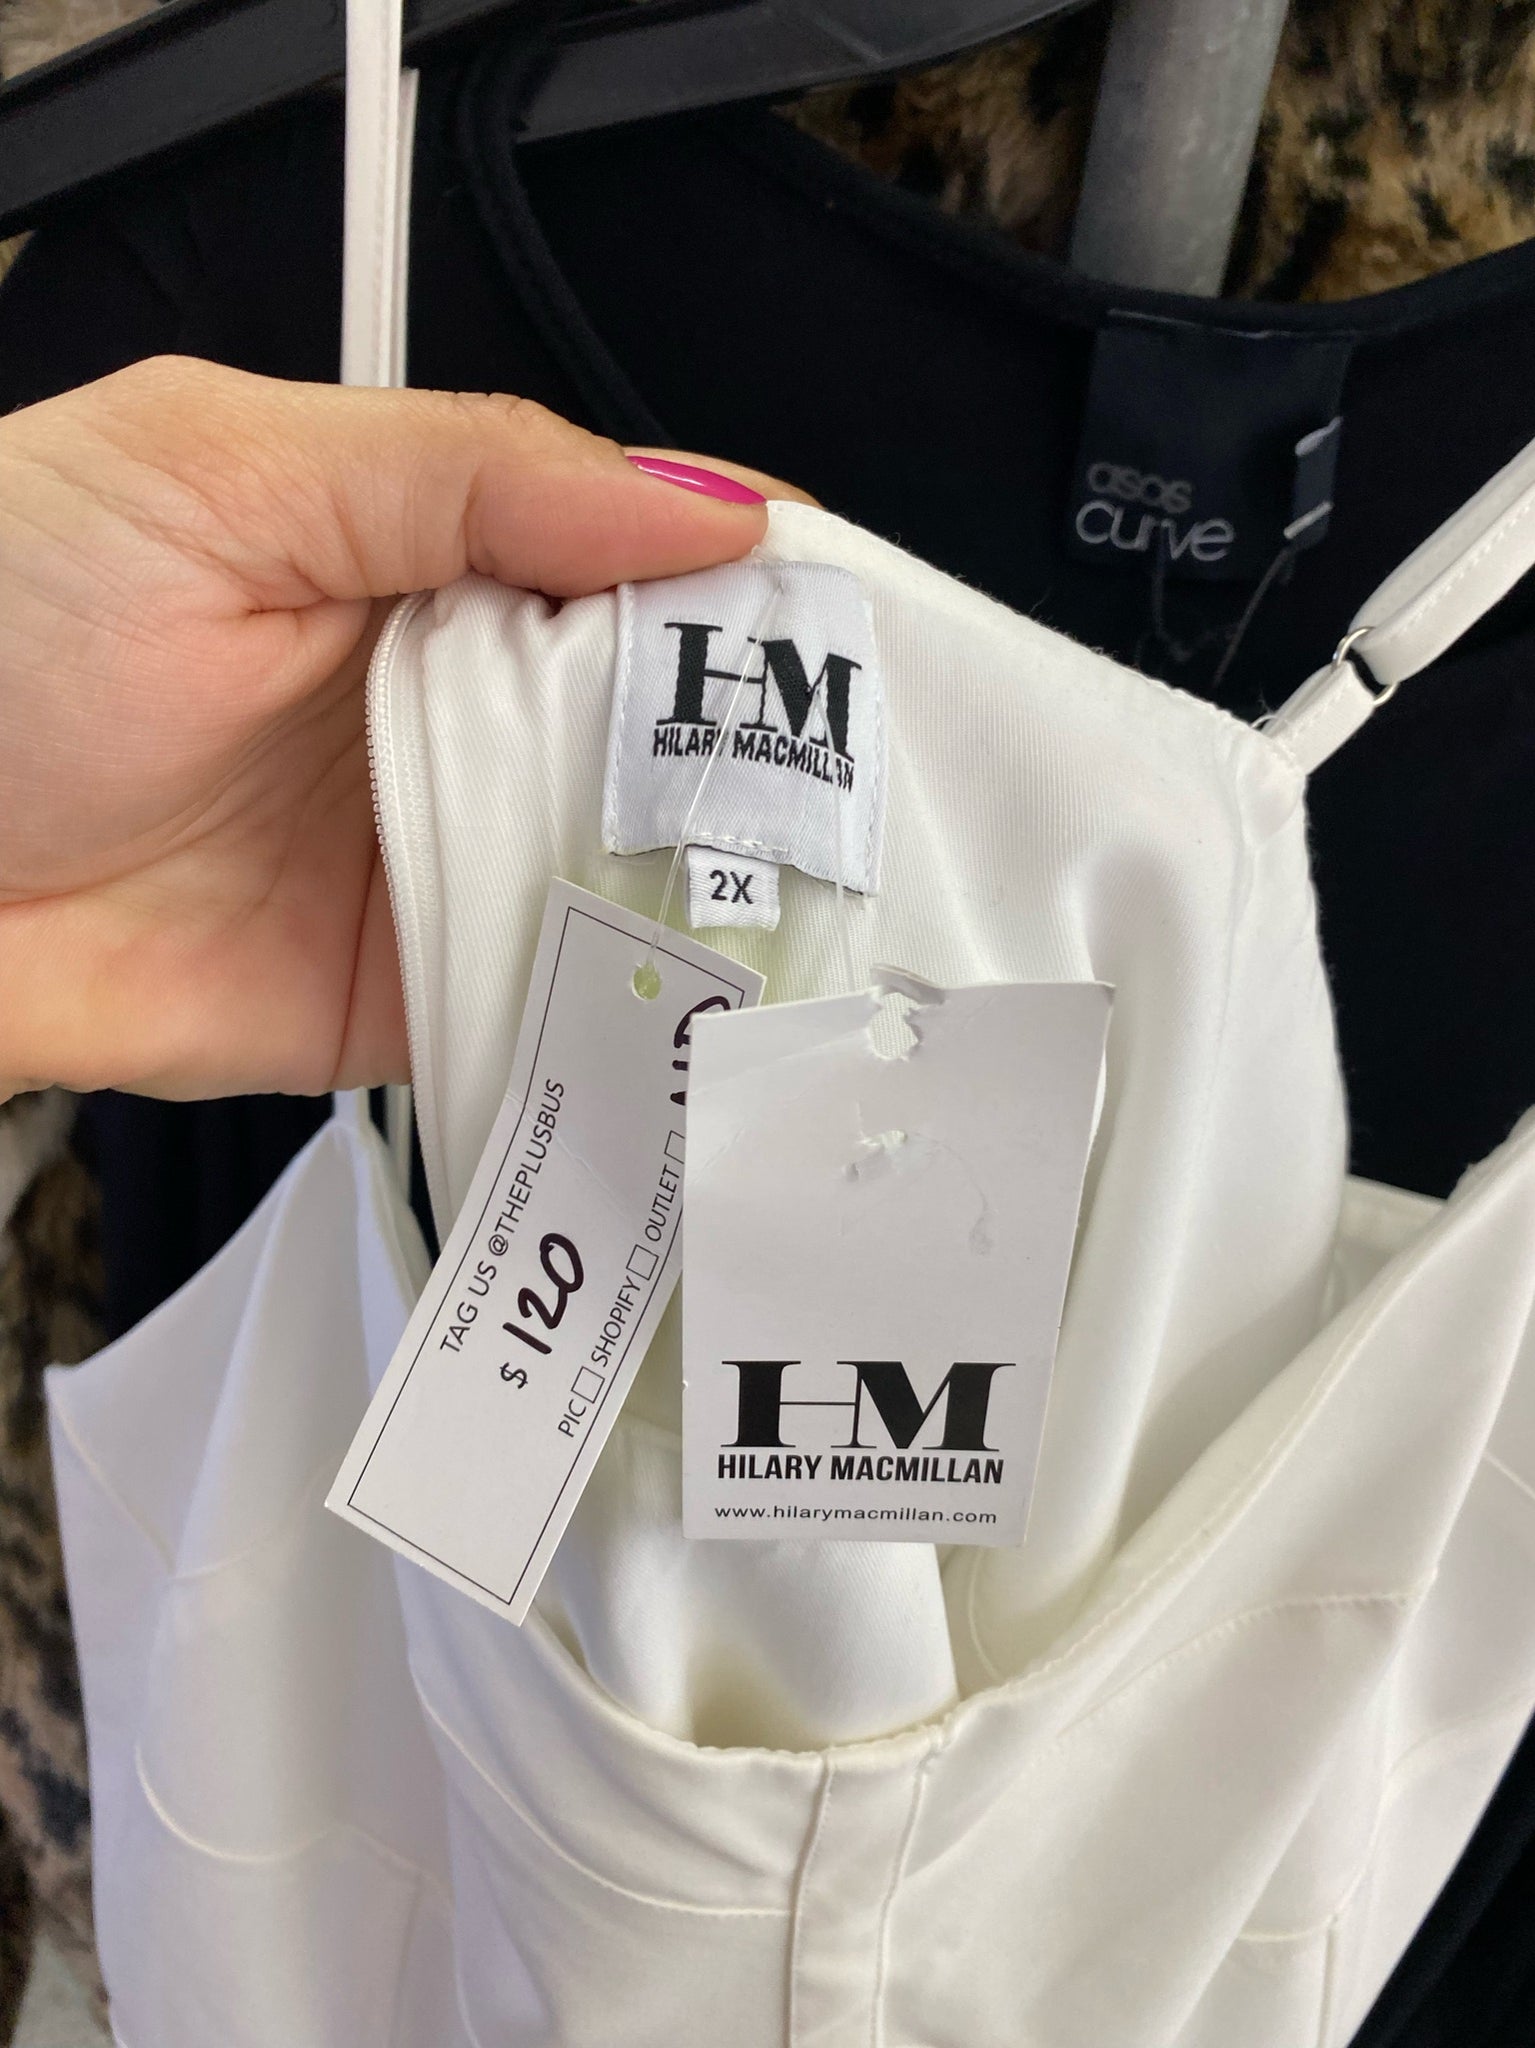 asos
curve
HM
HILARY MACMILLAN
2X
TAG US @THEPLUSBUS
$ 120
PIC SHOPIFY OUTLET
HM
HILARY MACMILLAN
www.hilarymacmillan.com